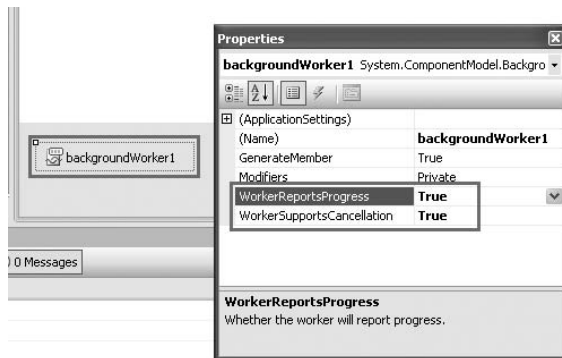 Properties
backgroundWorker1 System.ComponentModel.Backgro
(ApplicationSettings)
(Name) backgroundWorker1
GenerateMember True
Modifiers Private
WorkerReportsProgress True
WorkerSupportsCancellation True
WorkerReportsProgress
Whether the worker will report progress.
backgroundWorker1
) 0 Messages